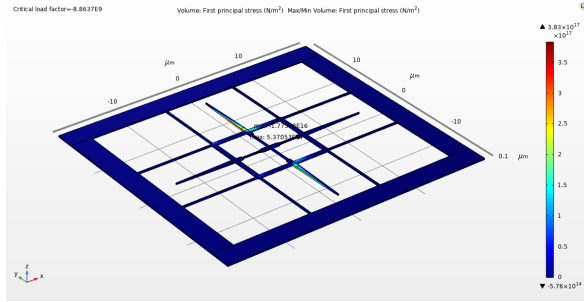 Critical load factor=-8.8637E9
Volume: First principal stress (N/m²) Max/Min Volume: First principal stress (N/m²)
▲ 3.83×10¹⁷
×10¹⁷
3.5
3
2.5
2
1.5
1
0.5
0
▼ -5.76×10¹⁴
μm
10
0
-10
μm
10
0
-10
0.1 μm
z
y
x